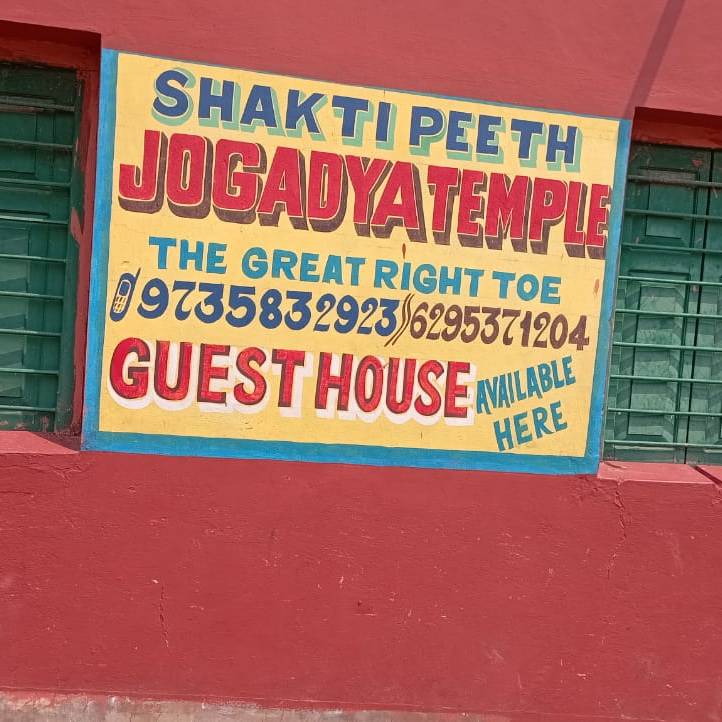 SHAKTI PEETH
JOGADYA TEMPLE
THE GREAT RIGHT TOE
9735832923//6295371204
GUEST HOUSE AVAILABLE
HERE